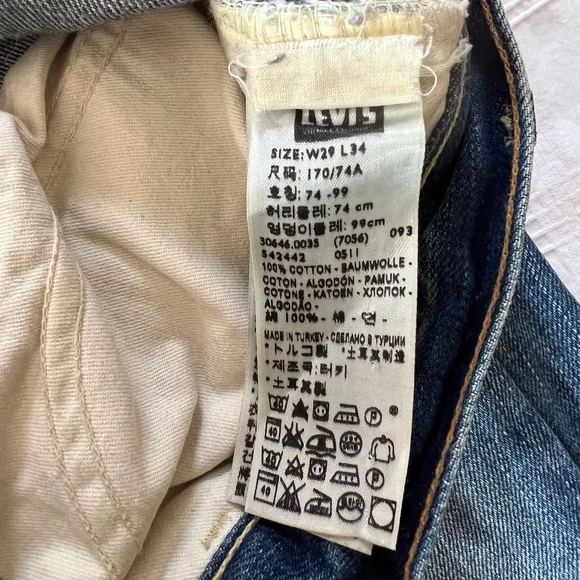 LEVI'S
SIZE: W29 L34
尺码: 170/74A
호칭: 74 -99
허리둘레: 74 cm
엉덩이둘레: 99cm
30646.0035 (7056) 093
542442 0511
100% COTTON - BAUMWOLLE -
COTON - ALGODÓN - PAMUK -
COTONE - KATOEN - ХЛОПОК -
ALGODÃO -
綿 100% - 棉 - 면 -
MADE IN TURKEY - СДЕЛАНО В ТУРЦИИ
トルコ製 土耳其制造
제조국:터키
土耳其製
40
40